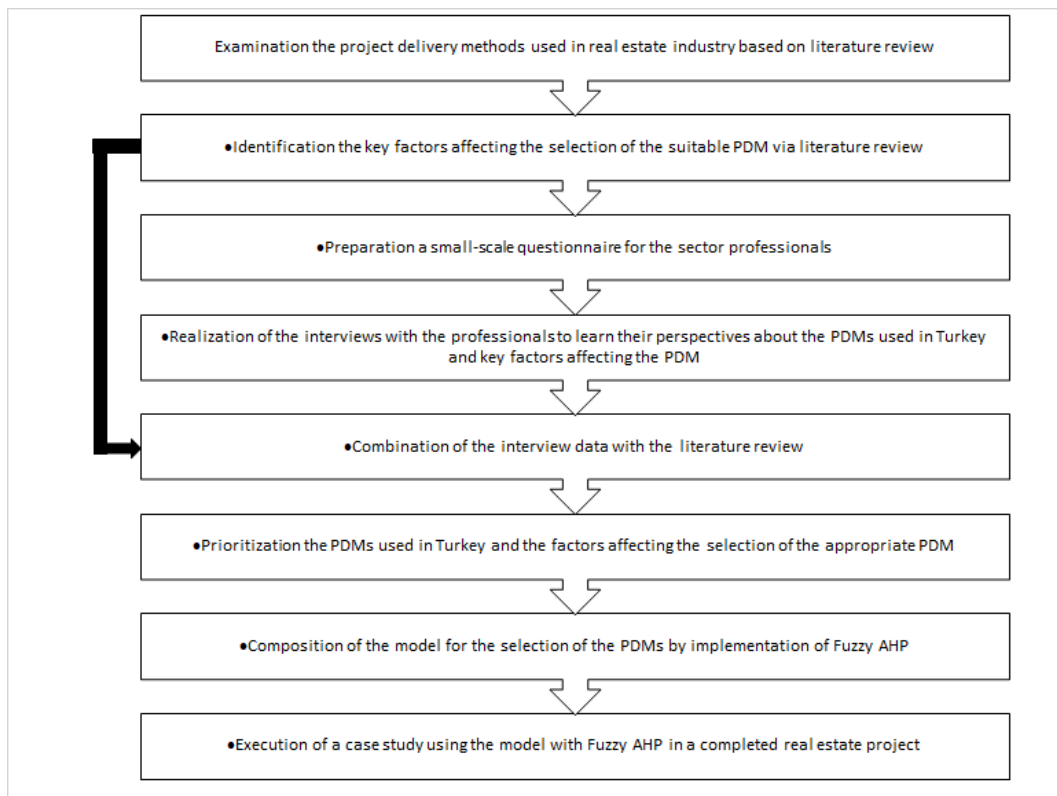 Examination the project delivery methods used in real estate industry based on literature review
•Identification the key factors affecting the selection of the suitable PDM via literature review
•Preparation a small-scale questionnaire for the sector professionals
•Realization of the interviews with the professionals to learn their perspectives about the PDMs used in Turkey
and key factors affecting the PDM
•Combination of the interview data with the literature review
•Prioritization the PDMs used in Turkey and the factors affecting the selection of the appropriate PDM
•Composition of the model for the selection of the PDMs by implementation of Fuzzy AHP
•Execution of a case study using the model with Fuzzy AHP in a completed real estate project